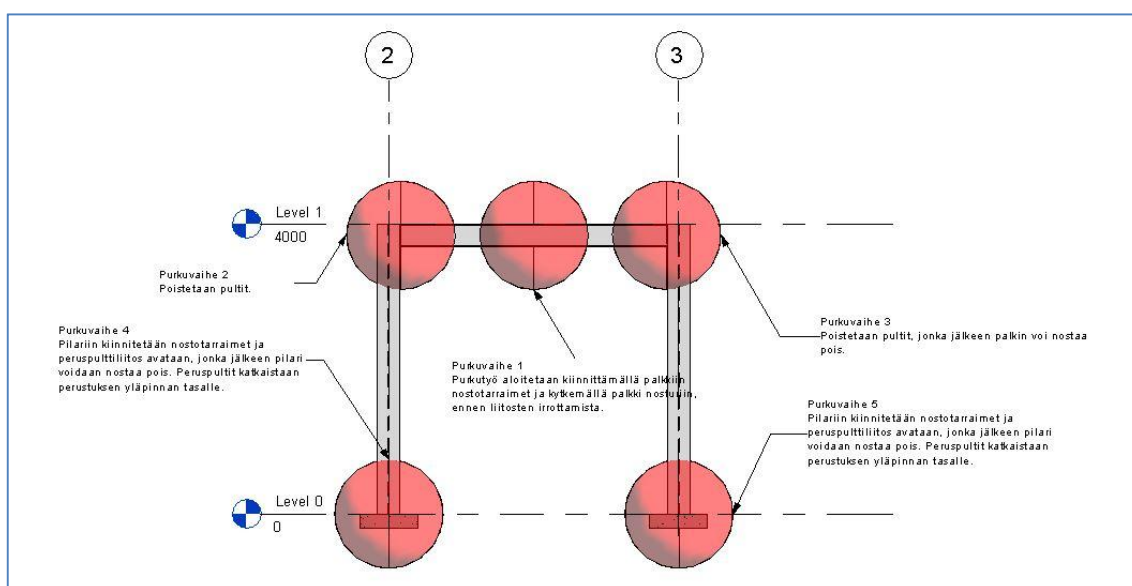 2
3
Level 1
4000
Purkuvaihe 2
Poistetaan pultit.
Purkuvaihe 4
Pilariin kiinnitetään nostotarraimet ja
peruspulttiliitos avataan, jonka jälkeen pilari
voidaan nostaa pois. Peruspultit katkaistaan
perustuksen yläpinnan tasalle.
Purkuvaihe 1
Purkutyö aloitetaan kiinnittämällä palkkiin
nostotarraimet ja kytkemällä palkki nosturiin,
ennen liitosten irrottamista.
Purkuvaihe 3
Poistetaan pultit, jonka jälkeen palkin voi nostaa
pois.
Purkuvaihe 5
Pilariin kiinnitetään nostotarraimet ja
peruspulttiliitos avataan, jonka jälkeen pilari
voidaan nostaa pois. Peruspultit katkaistaan
perustuksen yläpinnan tasalle.
Level 0
0